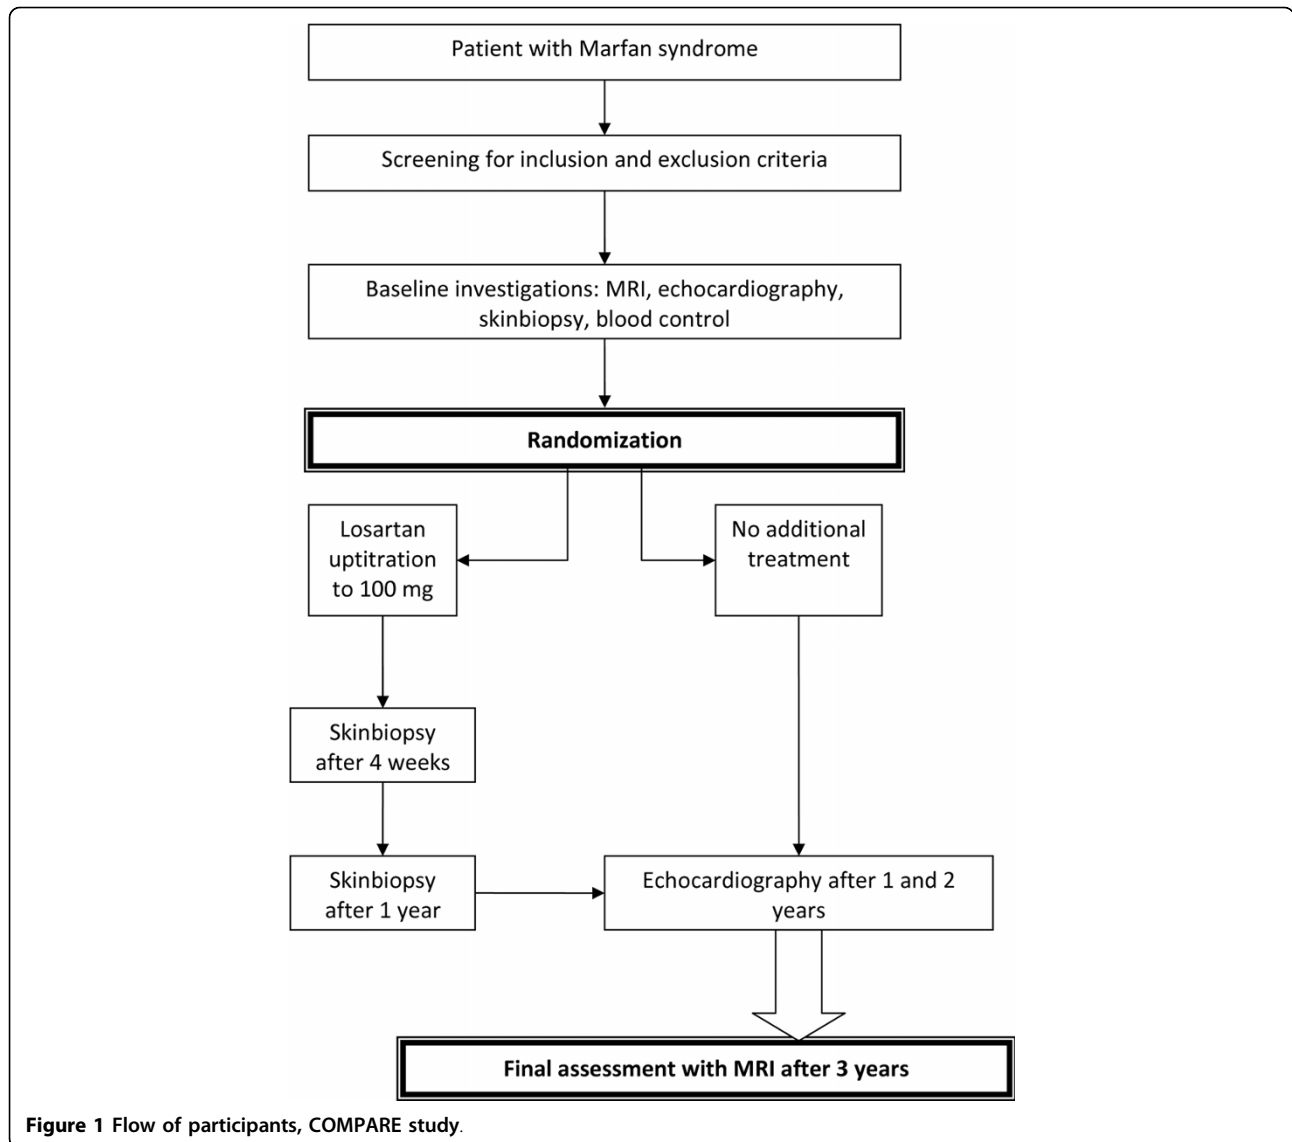 Patient with Marfan syndrome
Screening for inclusion and exclusion criteria
Baseline investigations: MRI, echocardiography,
skinbiopsy, blood control
Randomization
Losartan
uptitration
to 100 mg
No additional
treatment
Skinbiopsy
after 4 weeks
Skinbiopsy
after 1 year
Echocardiography after 1 and 2
years
Final assessment with MRI after 3 years
Figure 1 Flow of participants, COMPARE study.